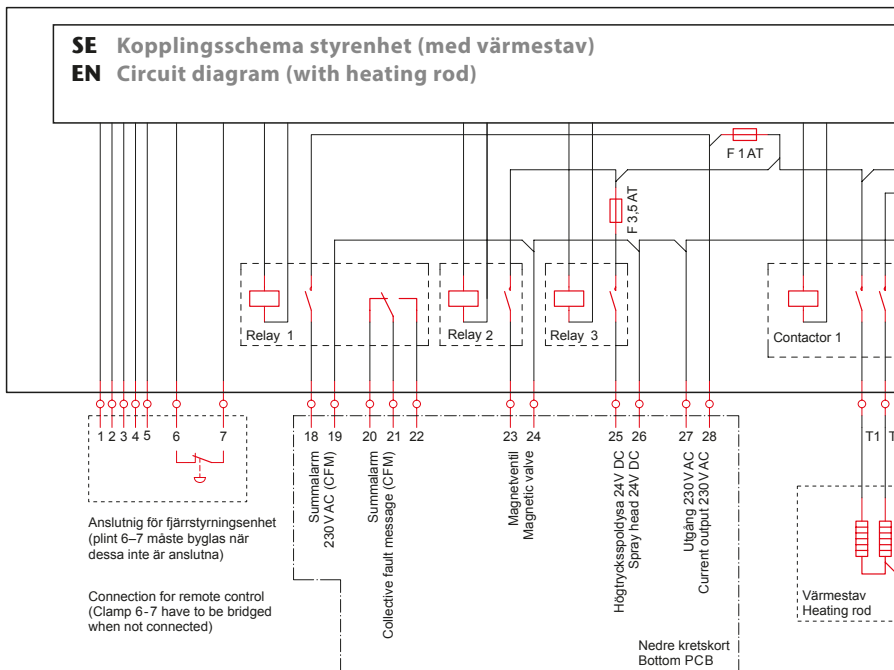 SE Kopplingsschema styrenhet (med värmestav)
EN Circuit diagram (with heating rod)
F 1 AT
F 3,5 AT
Relay 1
Relay 2
Relay 3
Contactor 1
1 2 3 4 5 6 7 18 19 20 21 22 23 24 25 26 27 28 T1 T
Summalarm
230 V AC (CFM)
Summalarm
Collective fault message (CFM)
Magnetventil
Magnetic valve
Högtrycksspoldysa 24V DC
Spray head 24V DC
Utgång 230 V AC
Current output 230 V AC
Anslutnig för fjärrstyrningsenhet
(plint 6–7 måste byglas när
dessa inte är anslutna)
Connection for remote control
(Clamp 6-7 have to be bridged
when not connected)
Värmestav
Heating rod
Nedre kretskort
Bottom PCB